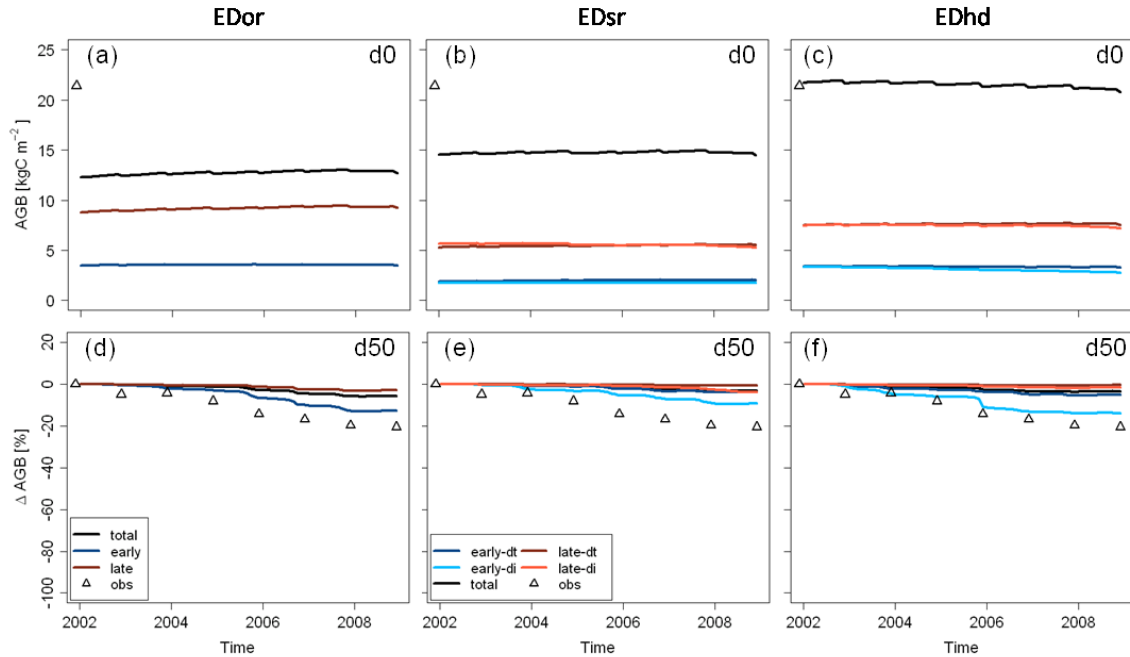 EDor EDsr EDhd
(a) d0 (b) d0 (c) d0
AGB [kgC m⁻² ]
25
20
15
10
5
0
(d) d50 (e) d50 (f) d50
Δ AGB [%]
20
0
-20
-40
-60
-80
-100
total
early
late
obs
early-dt late-dt
early-di late-di
total obs
2002 2004 2006 2008 2002 2004 2006 2008 2002 2004 2006 2008
Time Time Time